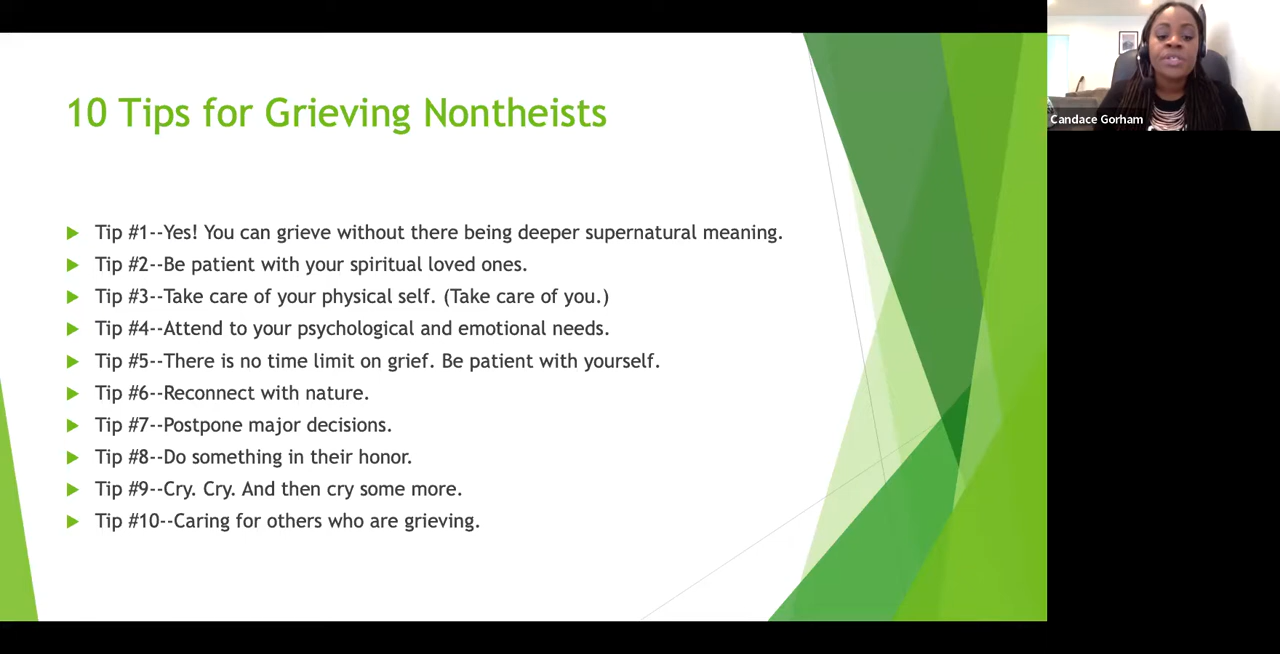 10 Tips for Grieving Nontheists
Tip #1--Yes! You can grieve without there being deeper supernatural meaning.
Tip #2--Be patient with your spiritual loved ones.
Tip #3--Take care of your physical self. (Take care of you.)
Tip #4--Attend to your psychological and emotional needs.
Tip #5--There is no time limit on grief. Be patient with yourself.
Tip #6--Reconnect with nature.
Tip #7--Postpone major decisions.
Tip #8--Do something in their honor.
Tip #9--Cry. Cry. And then cry some more.
Tip #10--Caring for others who are grieving.
Candace Gorham